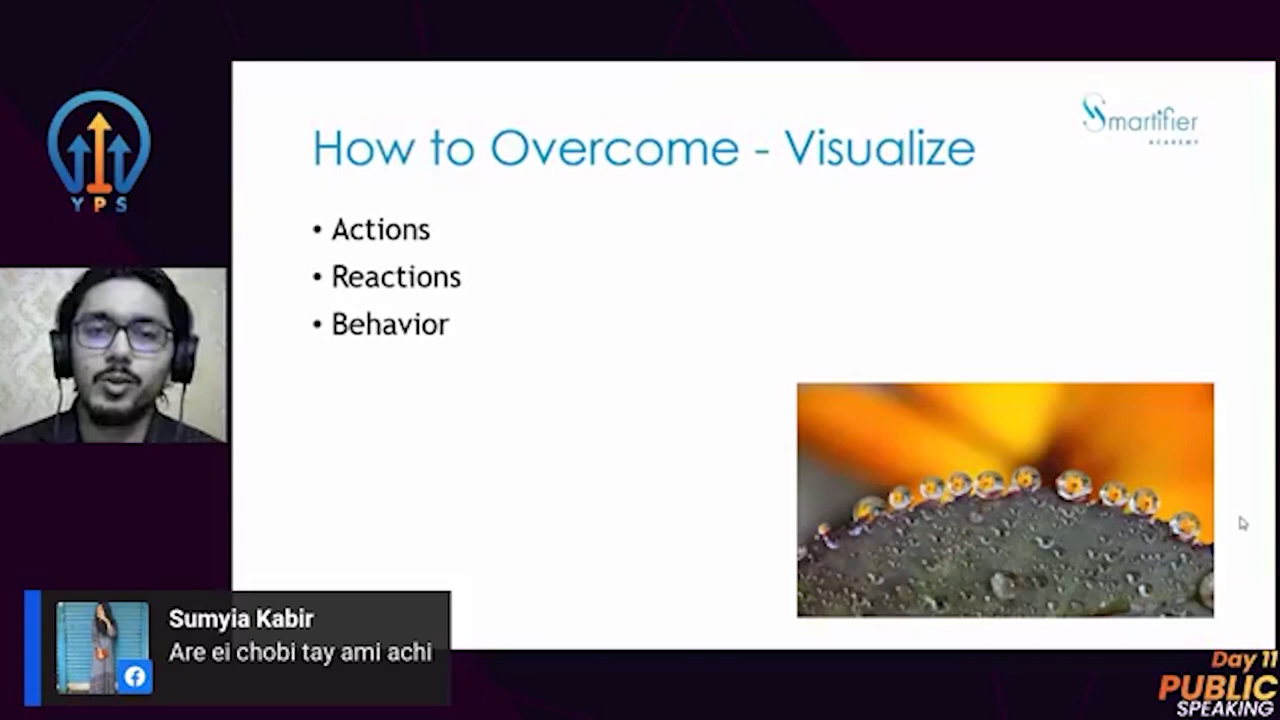 YPS
How to Overcome - Visualize
Smartifier
ACADEMY
• Actions
• Reactions
• Behavior
Sumyia Kabir
Are ei chobi tay ami achi
Day 11
PUBLIC
SPEAKING